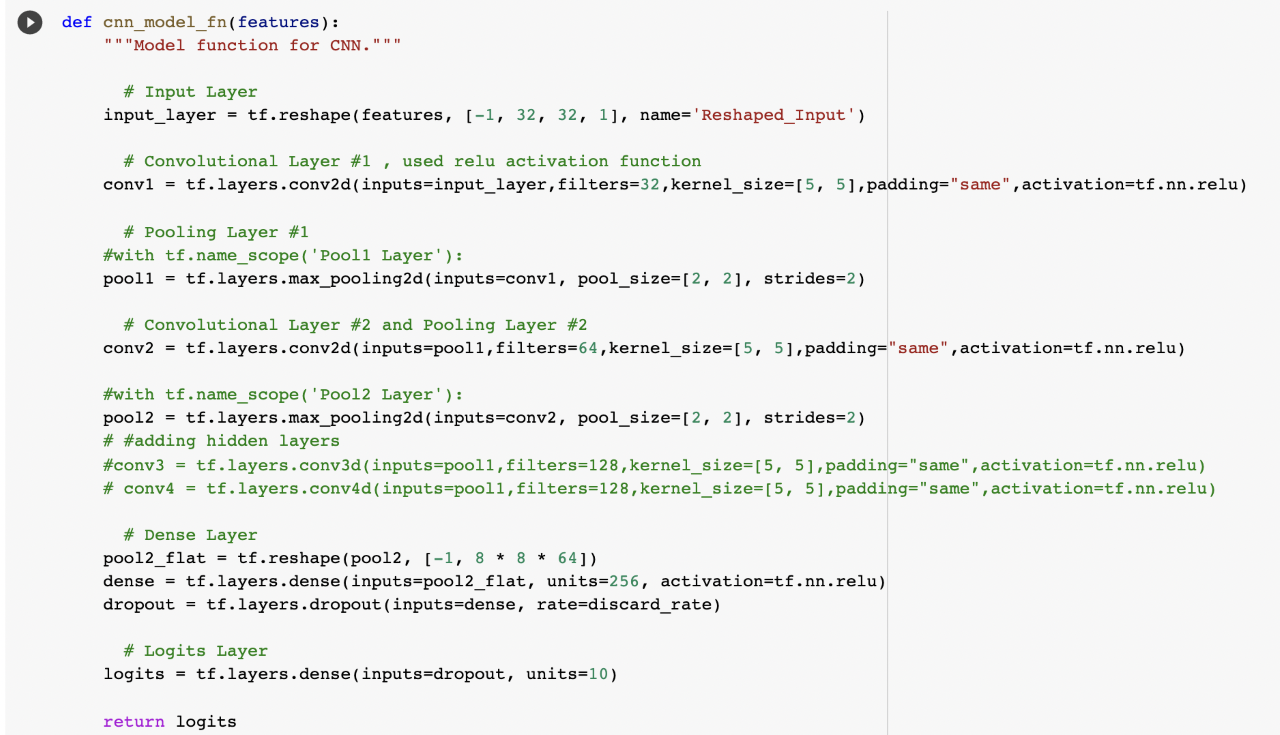 def cnn_model_fn(features):
"""Model function for CNN."""
# Input Layer
input_layer = tf.reshape(features, [-1, 32, 32, 1], name='Reshaped_Input')
# Convolutional Layer #1 , used relu activation function
conv1 = tf.layers.conv2d(inputs=input_layer,filters=32,kernel_size=[5, 5],padding="same",activation=tf.nn.relu)
# Pooling Layer #1
#with tf.name_scope('Pool1 Layer'):
pool1 = tf.layers.max_pooling2d(inputs=conv1, pool_size=[2, 2], strides=2)
# Convolutional Layer #2 and Pooling Layer #2
conv2 = tf.layers.conv2d(inputs=pool1,filters=64,kernel_size=[5, 5],padding="same",activation=tf.nn.relu)
#with tf.name_scope('Pool2 Layer'):
pool2 = tf.layers.max_pooling2d(inputs=conv2, pool_size=[2, 2], strides=2)
# #adding hidden layers
#conv3 = tf.layers.conv3d(inputs=pool1,filters=128,kernel_size=[5, 5],padding="same",activation=tf.nn.relu)
# conv4 = tf.layers.conv4d(inputs=pool1,filters=128,kernel_size=[5, 5],padding="same",activation=tf.nn.relu)
# Dense Layer
pool2_flat = tf.reshape(pool2, [-1, 8 * 8 * 64])
dense = tf.layers.dense(inputs=pool2_flat, units=256, activation=tf.nn.relu)
dropout = tf.layers.dropout(inputs=dense, rate=discard_rate)
# Logits Layer
logits = tf.layers.dense(inputs=dropout, units=10)
return logits